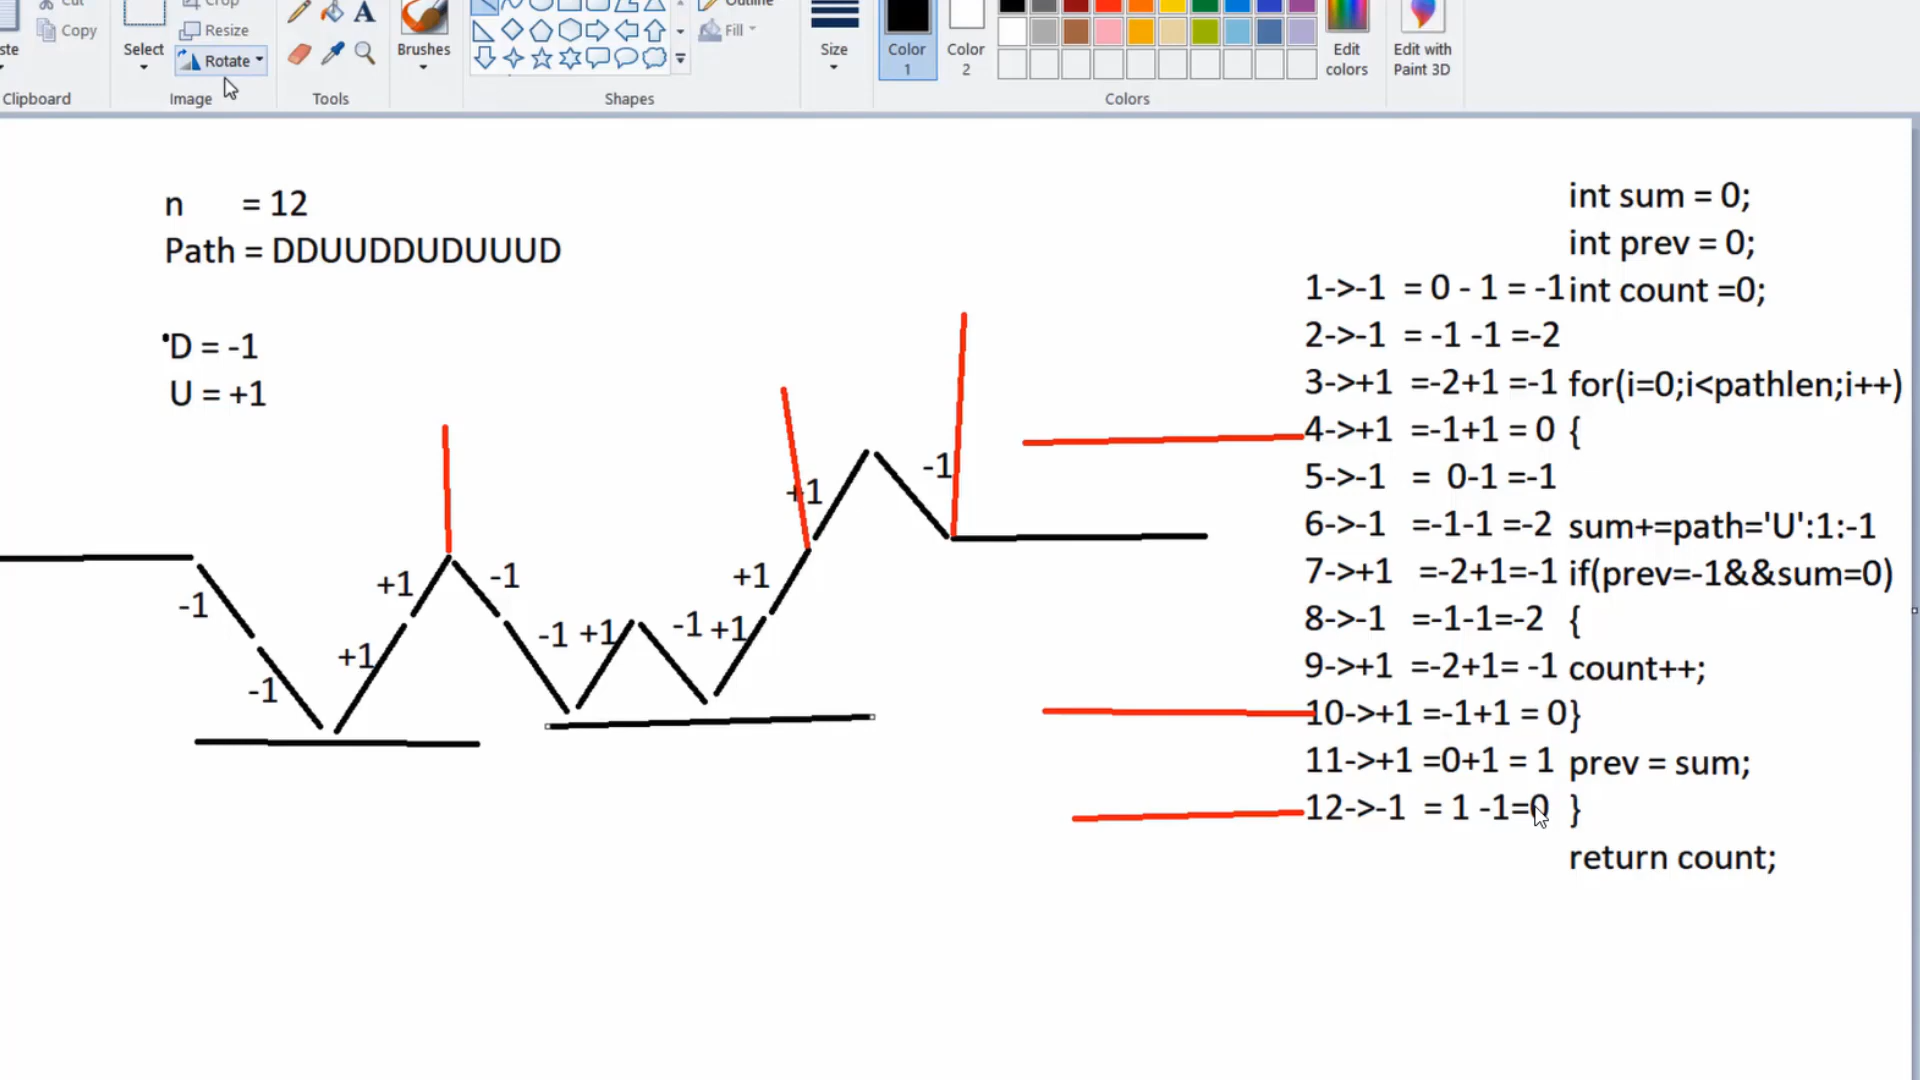 Crop
Outline
Copy
Resize
Select
Rotate
Brushes
Fill
Size
Color 1
Color 2
Edit colors
Edit with Paint 3D
Clipboard
Image
Tools
Shapes
Colors
n = 12
Path = DDUUDDUDUUUD
D = -1
U = +1
-1
-1
+1
+1
-1
-1
+1
-1
+1
+1
+1
-1
1->-1 = 0 - 1 = -1
2->-1 = -1 -1 =-2
3->+1 =-2+1 =-1
4->+1 =-1+1 = 0
5->-1 = 0-1 =-1
6->-1 =-1-1 =-2
7->+1 =-2+1=-1
8->-1 =-1-1=-2
9->+1 =-2+1= -1
10->+1 =-1+1 = 0
11->+1 =0+1 = 1
12->-1 = 1 -1=0
int sum = 0;
int prev = 0;
int count =0;
for(i=0;i<pathlen;i++)
{
sum+=path='U':1:-1
if(prev=-1&&sum=0)
{
count++;
}
prev = sum;
}
return count;